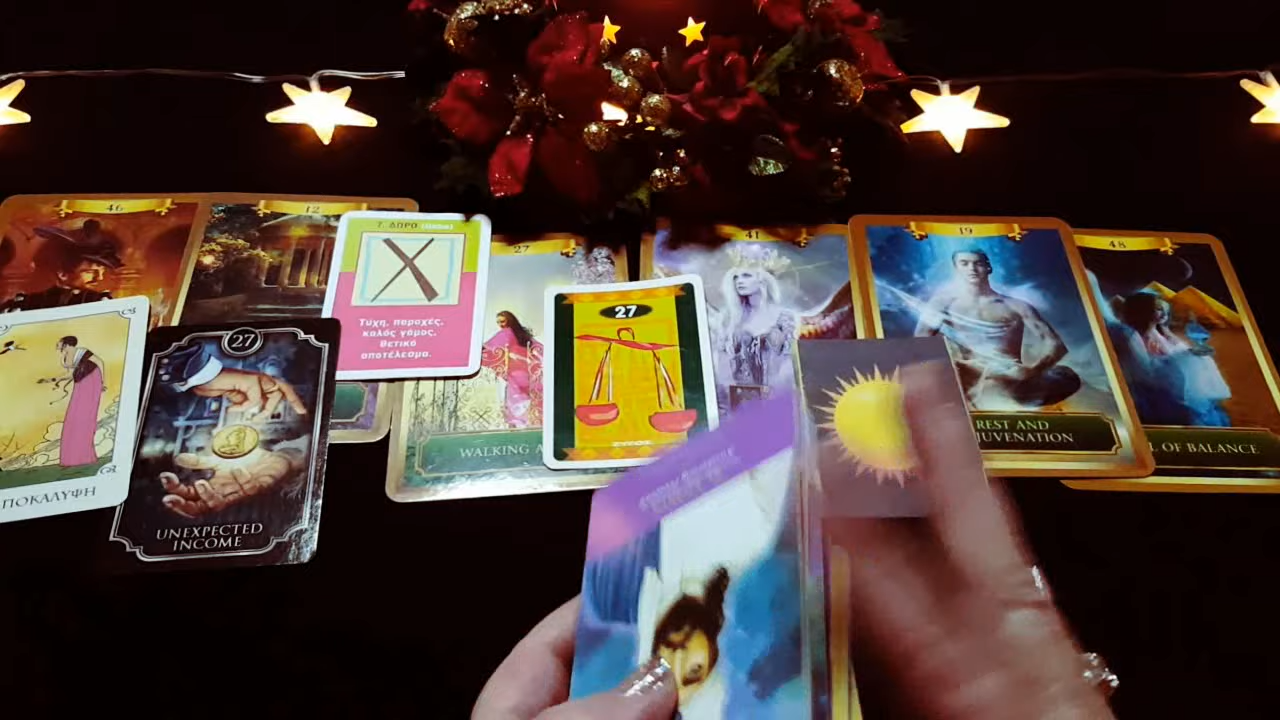 46
12
7. ΔΩΡΟ
Τύχη, παροχές,
καλός γάμος,
θετικό
αποτέλεσμα.
27
WALKING A
27
ΖΥΓΟΣ
41
19
REST AND
JUVENATION
48
L OF BALANCE
ΠΟΚΑΛΥΨΗ
27
UNEXPECTED
INCOME